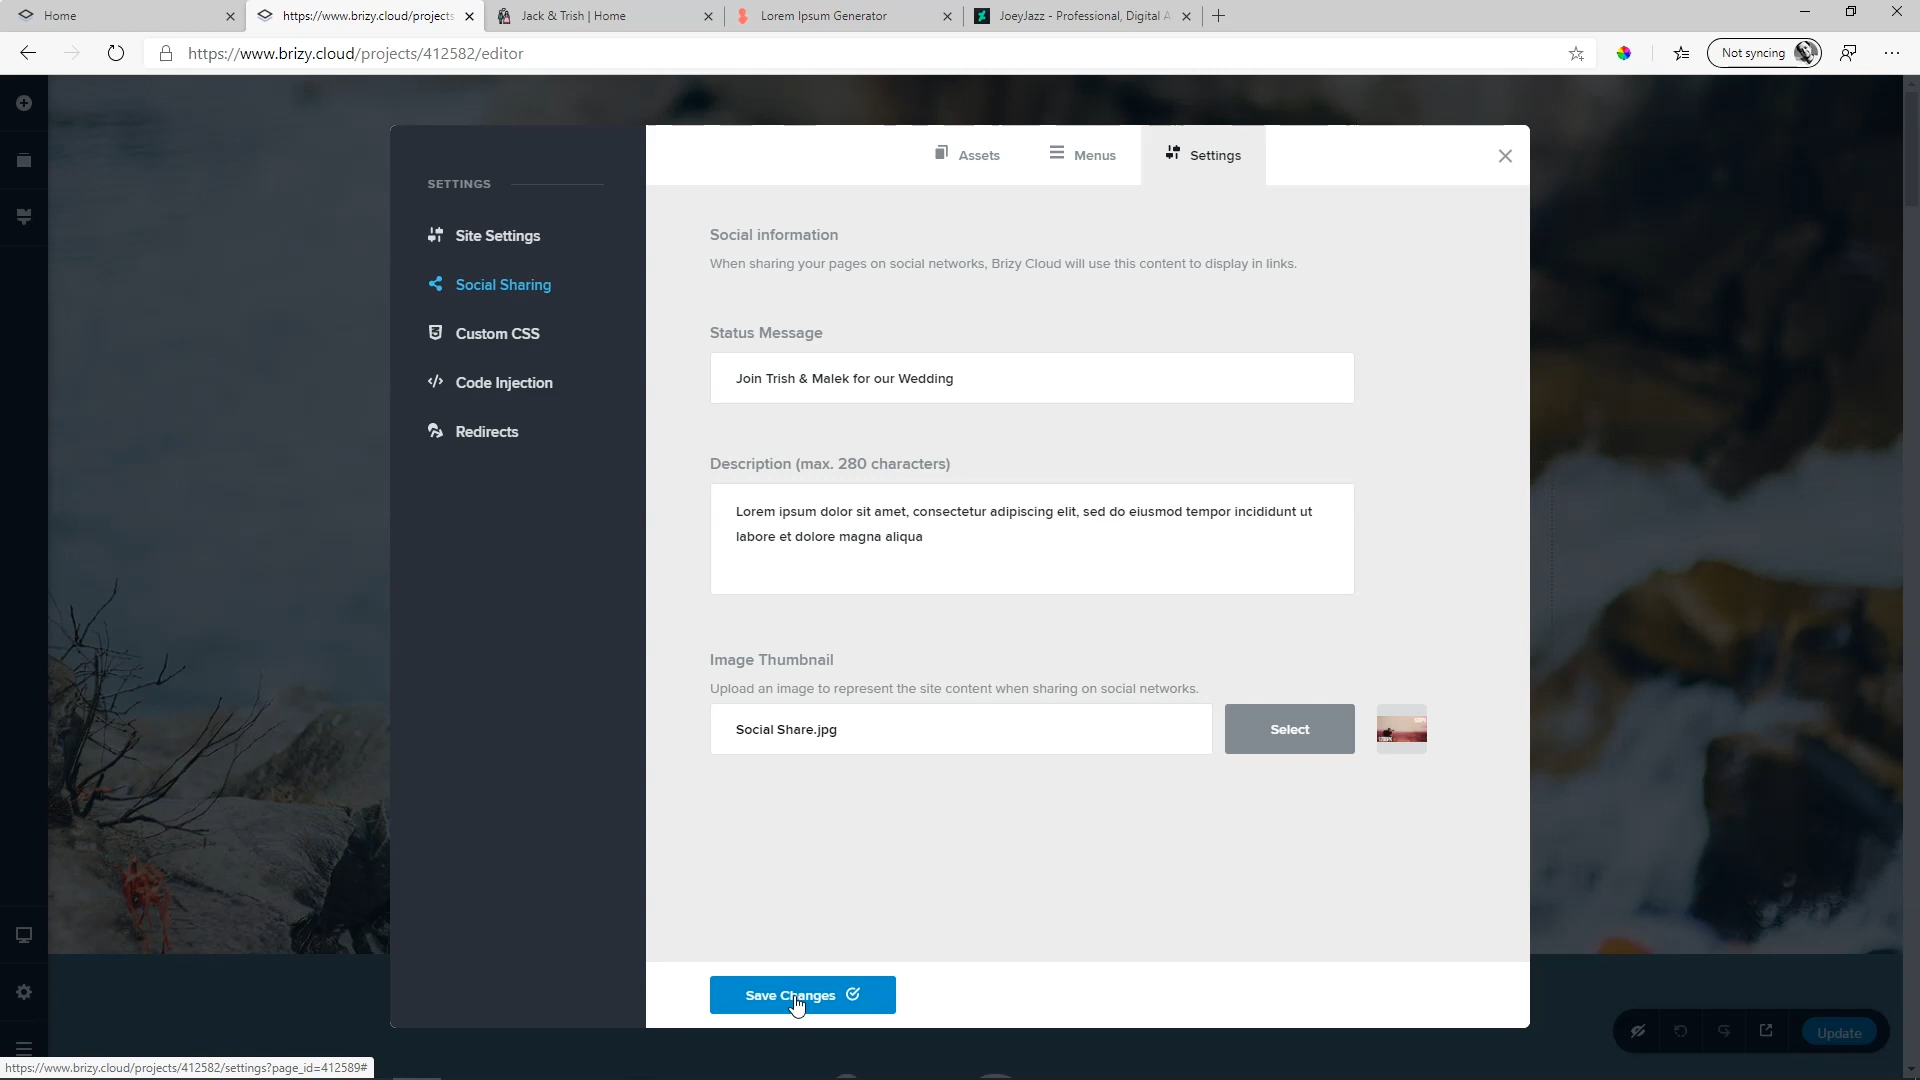 Home
https://www.brizy.cloud/projects
Jack & Trish | Home
Lorem Ipsum Generator
JoeyJazz - Professional, Digital A
https://www.brizy.cloud/projects/412582/editor
Not syncing
Assets
Menus
Settings
SETTINGS
Site Settings
Social Sharing
Custom CSS
Code Injection
Redirects
Social information
When sharing your pages on social networks, Brizy Cloud will use this content to display in links.
Status Message
Join Trish & Malek for our Wedding
Description (max. 280 characters)
Lorem ipsum dolor sit amet, consectetur adipiscing elit, sed do eiusmod tempor incididunt ut
labore et dolore magna aliqua
Image Thumbnail
Upload an image to represent the site content when sharing on social networks.
Social Share.jpg
Select
Save Changes
Update
https://www.brizy.cloud/projects/412582/settings?page_id=412589#